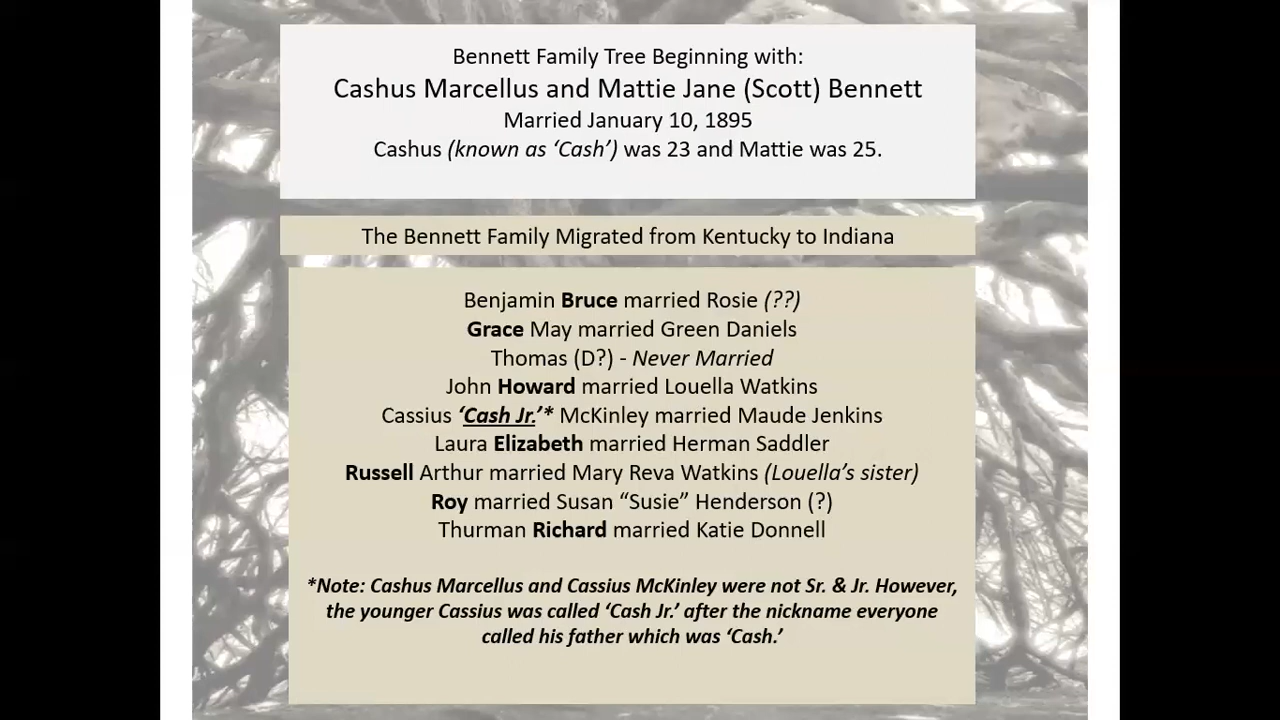 Bennett Family Tree Beginning with:
Cashus Marcellus and Mattie Jane (Scott) Bennett
Married January 10, 1895
Cashus (known as ‘Cash’) was 23 and Mattie was 25.
The Bennett Family Migrated from Kentucky to Indiana
Benjamin Bruce married Rosie (??)
Grace May married Green Daniels
Thomas (D?) - Never Married
John Howard married Louella Watkins
Cassius ‘Cash Jr.’* McKinley married Maude Jenkins
Laura Elizabeth married Herman Saddler
Russell Arthur married Mary Reva Watkins (Louella’s sister)
Roy married Susan “Susie” Henderson (?)
Thurman Richard married Katie Donnell
*Note: Cashus Marcellus and Cassius McKinley were not Sr. & Jr. However,
the younger Cassius was called ‘Cash Jr.’ after the nickname everyone
called his father which was ‘Cash.’